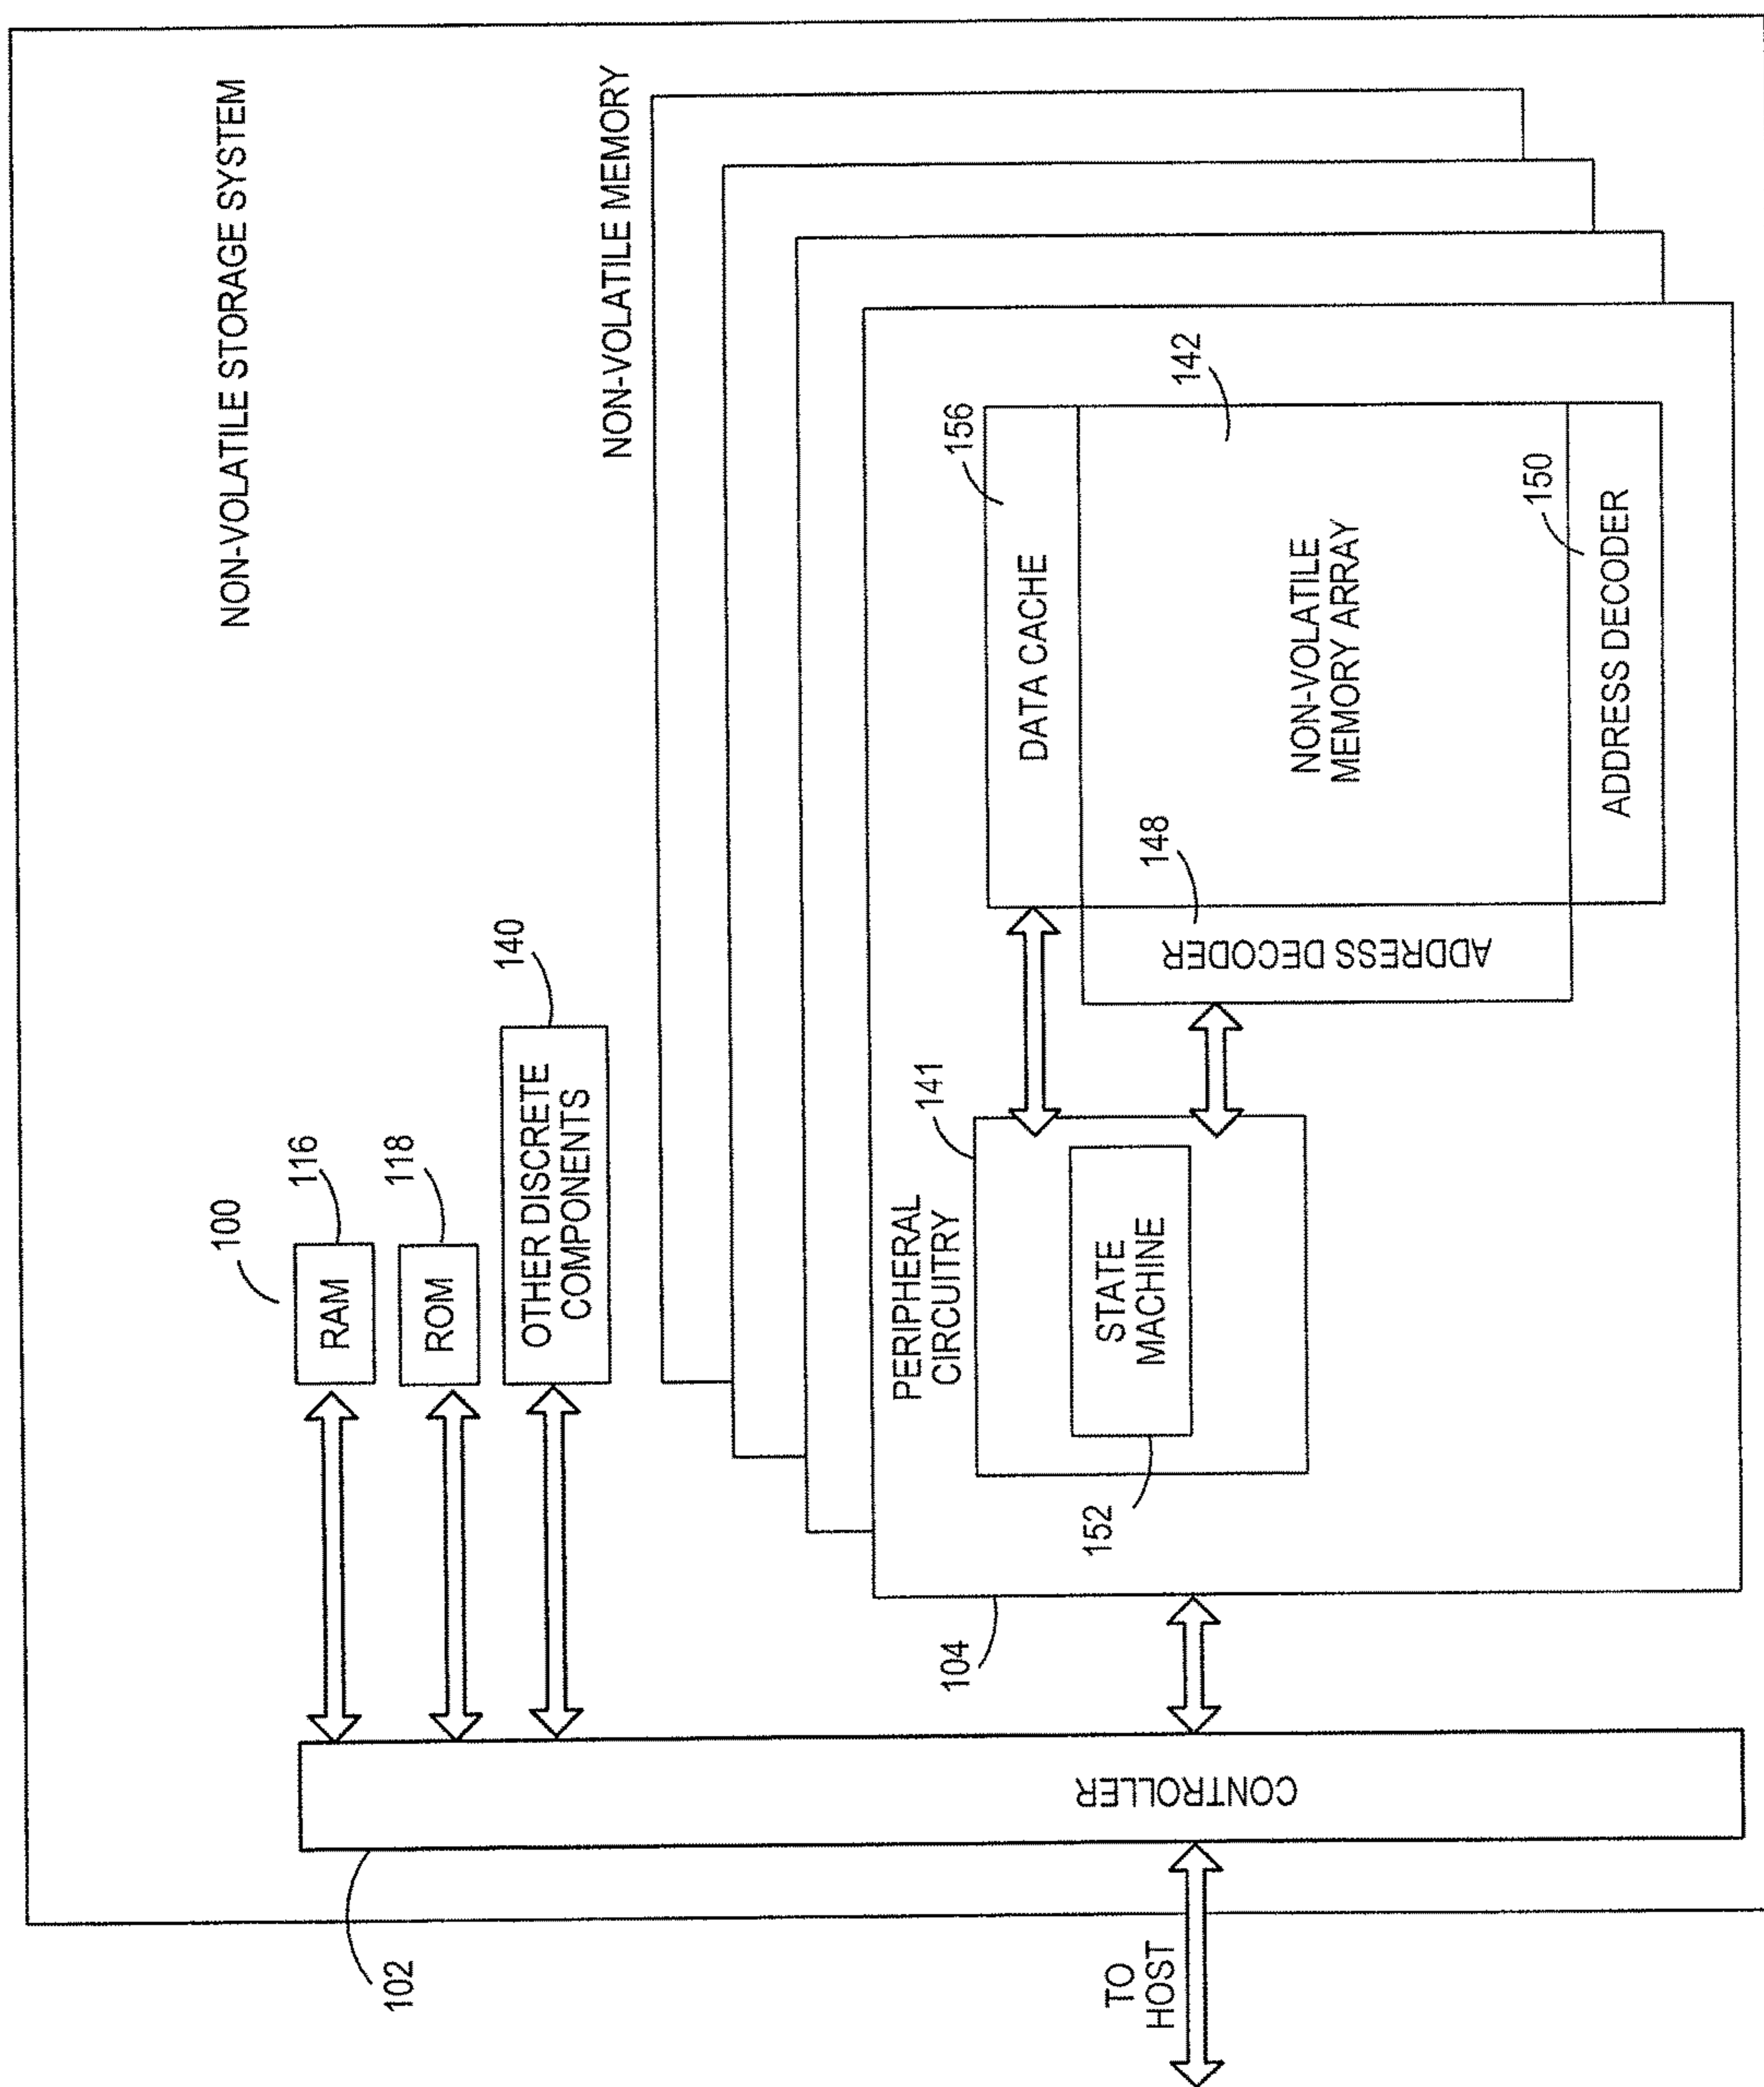 NON-VOLATILE STORAGE SYSTEM
100
RAM
116
ROM
118
OTHER DISCRETE
COMPONENTS
140
NON-VOLATILE MEMORY
102
CONTROLLER
TO
HOST
104
PERIPHERAL
CIRCUITRY
141
STATE
MACHINE
152
DATA CACHE
156
ADDRESS DECODER
148
NON-VOLATILE
MEMORY ARRAY
142
ADDRESS DECODER
150